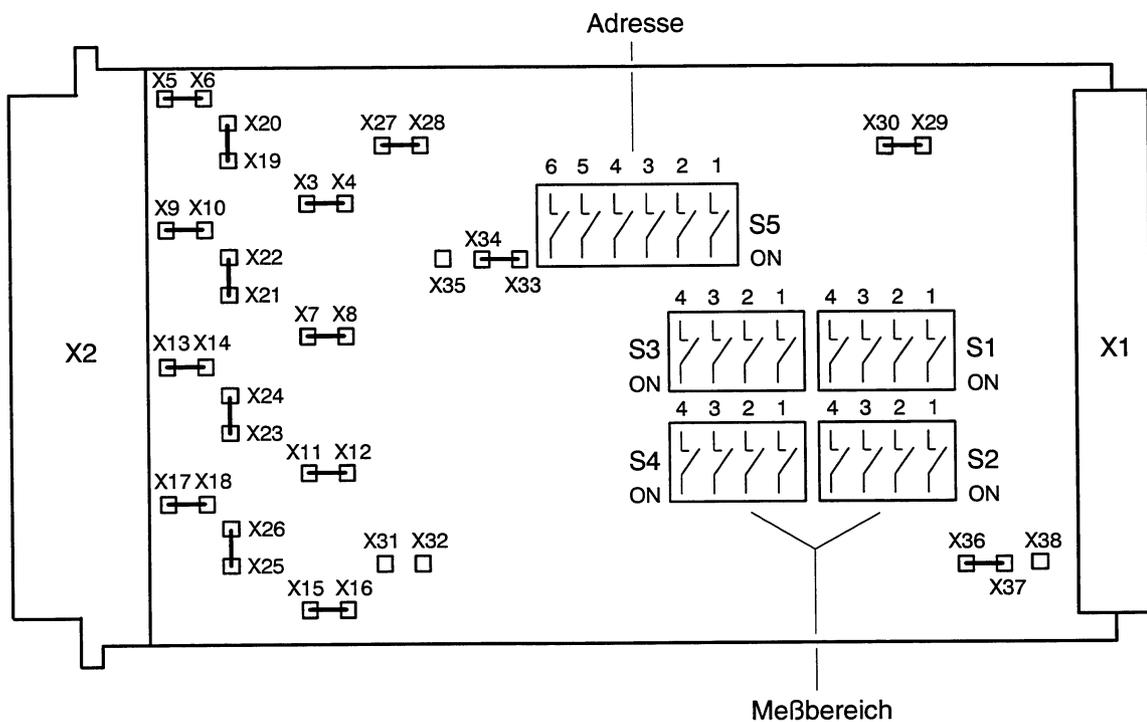 Adresse
X5 X6
X20
X19
X27 X28
X30 X29
X3 X4
6 5 4 3 2 1
S5
ON
X9 X10
X22
X21
X34
X35 X33
X7 X8
4 3 2 1
S3
ON
4 3 2 1
S1
ON
X2
X1
X13 X14
X24
X23
4 3 2 1
S4
ON
4 3 2 1
S2
ON
X11 X12
X17 X18
X26
X25
X31 X32
X15 X16
X36 X38
X37
Meßbereich